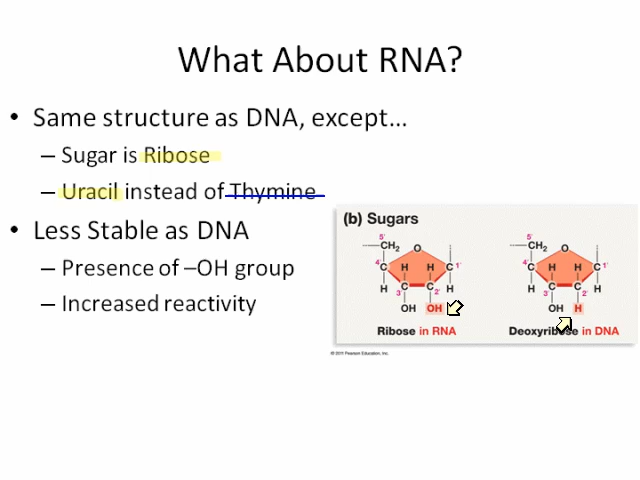 What About RNA?
• Same structure as DNA, except…
– Sugar is Ribose
– Uracil instead of Thymine
• Less Stable as DNA
– Presence of –OH group
– Increased reactivity
(b) Sugars
5' 5'
CH2 O CH2 O
4' C H H C 1' 4' C H H C 1'
H C C H H C C H
3' 2' 3' 2'
OH OH OH H
Ribose in RNA Deoxyribose in DNA
© 2011 Pearson Education, Inc.